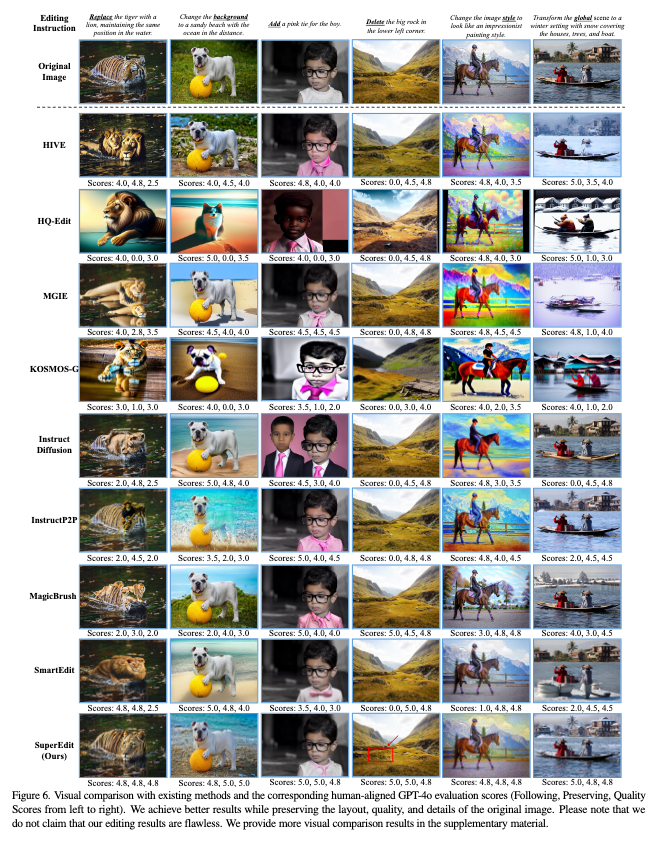 Editing Instruction
Replace the tiger with a lion, maintaining the same position in the water.
Change the background to a sandy beach with the ocean in the distance.
Add a pink tie for the boy.
Delete the big rock in the lower left corner.
Change the image style to look like an impressionist painting style.
Transform the global scene to a winter setting with snow covering the houses, trees, and boat.
Original Image
HIVE
Scores: 4.0, 4.8, 2.5
Scores: 4.0, 4.5, 4.0
Scores: 4.8, 4.0, 4.0
Scores: 0.0, 4.5, 4.8
Scores: 4.8, 4.0, 3.5
Scores: 5.0, 3.5, 4.0
HQ-Edit
Scores: 4.0, 0.0, 3.0
Scores: 5.0, 0.0, 3.5
Scores: 4.0, 0.0, 3.0
Scores: 0.0, 4.5, 4.8
Scores: 4.8, 4.0, 3.0
Scores: 5.0, 1.0, 3.0
MGIE
Scores: 4.0, 2.8, 3.5
Scores: 4.5, 4.0, 4.0
Scores: 4.5, 4.5, 4.5
Scores: 0.0, 4.8, 4.8
Scores: 4.8, 4.5, 4.5
Scores: 4.8, 1.0, 4.0
KOSMOS-G
Scores: 3.0, 1.0, 3.0
Scores: 4.0, 0.0, 3.0
Scores: 3.5, 1.0, 2.0
Scores: 0.0, 3.0, 4.0
Scores: 4.0, 2.0, 3.5
Scores: 4.0, 1.0, 2.0
Instruct Diffusion
Scores: 2.0, 4.8, 2.5
Scores: 5.0, 4.8, 4.0
Scores: 4.5, 3.0, 4.0
Scores: 0.0, 4.5, 4.8
Scores: 4.8, 3.0, 3.5
Scores: 0.0, 4.5, 4.8
InstructP2P
Scores: 2.0, 4.5, 2.0
Scores: 3.5, 2.0, 3.0
Scores: 5.0, 4.0, 4.5
Scores: 0.0, 4.8, 4.8
Scores: 4.8, 4.0, 4.5
Scores: 2.0, 4.5, 4.5
MagicBrush
Scores: 2.0, 3.0, 2.0
Scores: 2.0, 4.0, 3.0
Scores: 5.0, 4.0, 4.0
Scores: 5.0, 4.5, 4.8
Scores: 3.0, 4.8, 4.8
Scores: 4.0, 3.0, 4.5
SmartEdit
Scores: 4.8, 4.8, 2.5
Scores: 5.0, 4.8, 4.0
Scores: 3.5, 4.0, 3.0
Scores: 0.0, 5.0, 4.8
Scores: 1.0, 4.8, 4.8
Scores: 2.0, 4.5, 4.5
SuperEdit (Ours)
Scores: 4.8, 4.8, 4.8
Scores: 4.8, 5.0, 5.0
Scores: 5.0, 5.0, 4.8
Scores: 5.0, 5.0, 4.8
Scores: 4.8, 4.8, 4.8
Scores: 5.0, 4.8, 4.8
Figure 6. Visual comparison with existing methods and the corresponding human-aligned GPT-4o evaluation scores (Following, Preserving, Quality
Scores from left to right). We achieve better results while preserving the layout, quality, and details of the original image. Please note that we
do not claim that our editing results are flawless. We provide more visual comparison results in the supplementary material.